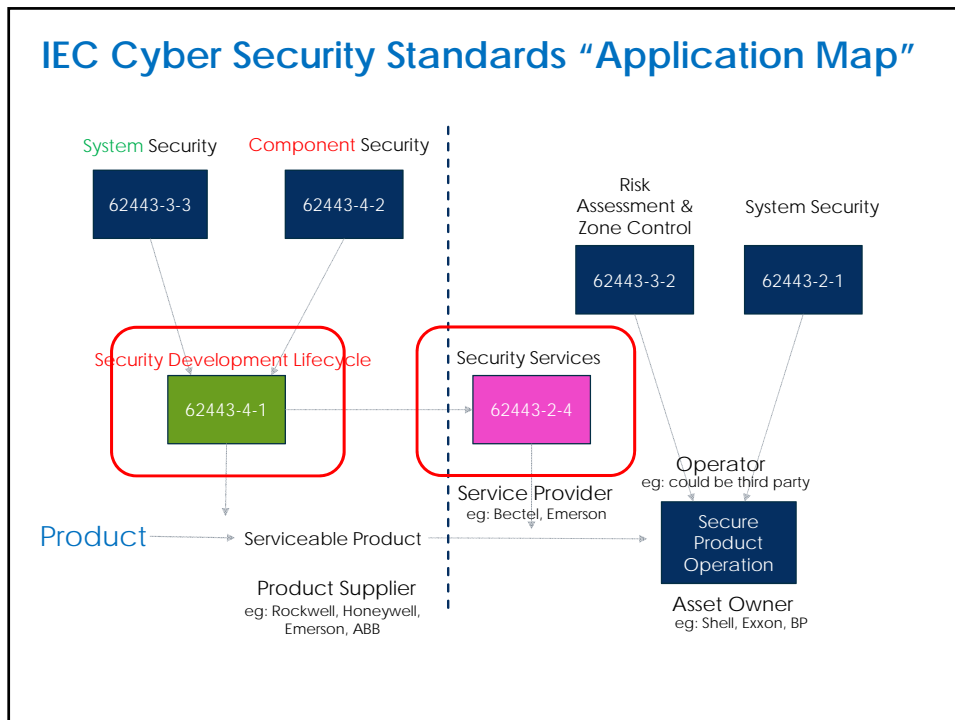 IEC Cyber Security Standards “Application Map”
System Security
Component Security
62443-3-3
62443-4-2
Risk
Assessment &
Zone Control
System Security
62443-3-2
62443-2-1
Security Development Lifecycle
62443-4-1
Security Services
62443-2-4
Operator
eg: could be third party
Service Provider
eg: Bectel, Emerson
Product
Serviceable Product
Secure
Product
Operation
Product Supplier
eg: Rockwell, Honeywell,
Emerson, ABB
Asset Owner
eg: Shell, Exxon, BP